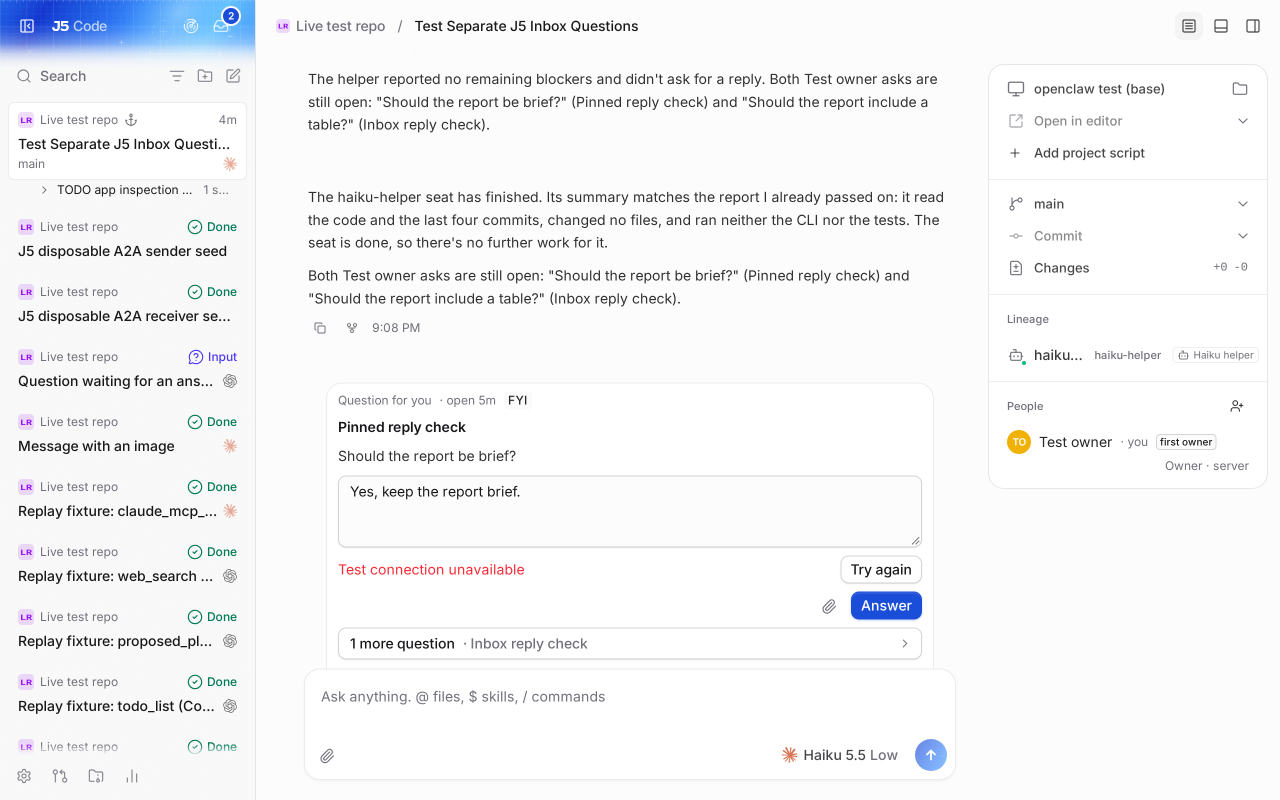 J5 Code
2
Search
LR Live test repo 4m
Test Separate J5 Inbox Questi...
main
TODO app inspection ... 1 s...
LR Live test repo Done
J5 disposable A2A sender seed
LR Live test repo Done
J5 disposable A2A receiver se...
LR Live test repo Input
Question waiting for an ans...
LR Live test repo Done
Message with an image
LR Live test repo Done
Replay fixture: claude_mcp_...
LR Live test repo Done
Replay fixture: web_search ...
LR Live test repo Done
Replay fixture: proposed_pl...
LR Live test repo Done
Replay fixture: todo_list (Co...
LR Live test repo Done
LR Live test repo / Test Separate J5 Inbox Questions
The helper reported no remaining blockers and didn't ask for a reply. Both Test owner asks are
still open: "Should the report be brief?" (Pinned reply check) and "Should the report include a
table?" (Inbox reply check).
The haiku-helper seat has finished. Its summary matches the report I already passed on: it read
the code and the last four commits, changed no files, and ran neither the CLI nor the tests. The
seat is done, so there's no further work for it.
Both Test owner asks are still open: "Should the report be brief?" (Pinned reply check) and
"Should the report include a table?" (Inbox reply check).
9:08 PM
Question for you · open 5m FYI
Pinned reply check
Should the report be brief?
Yes, keep the report brief.
Test connection unavailable Try again
Answer
1 more question · Inbox reply check
Ask anything. @ files, $ skills, / commands
Haiku 5.5 Low
openclaw test (base)
Open in editor
Add project script
main
Commit
Changes +0 -0
Lineage
haiku... haiku-helper Haiku helper
People
TO Test owner · you first owner
Owner · server